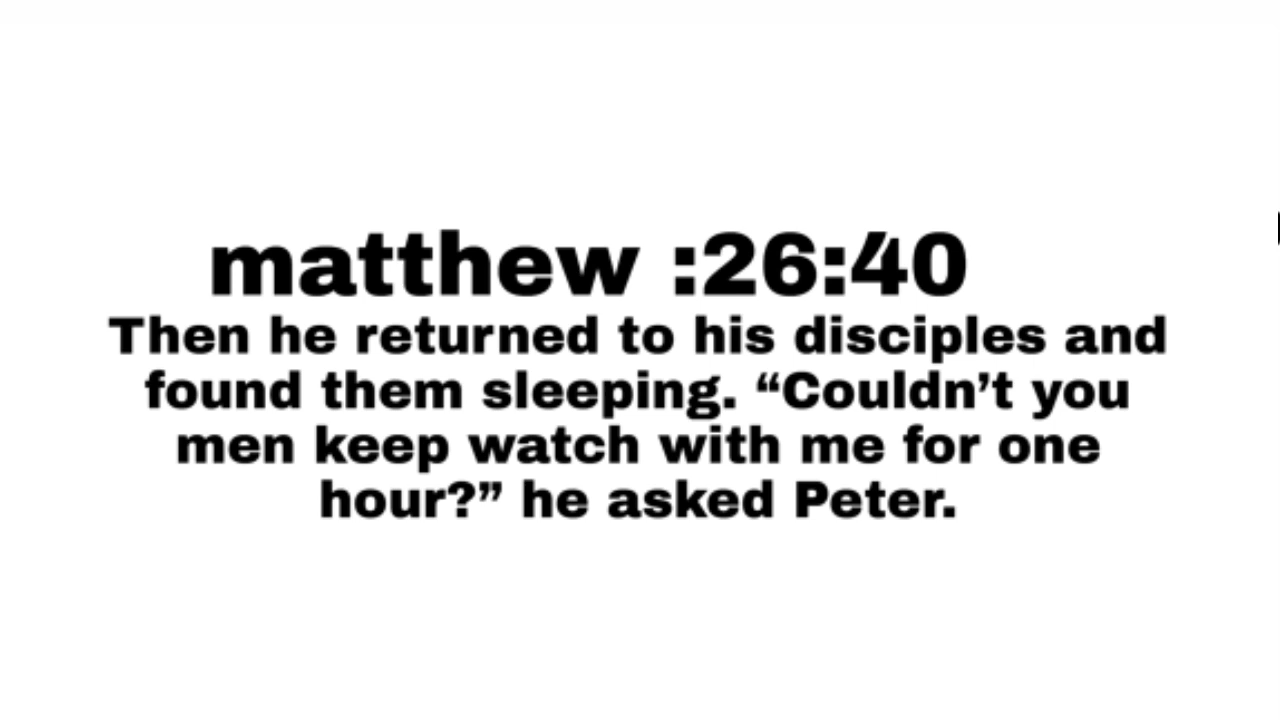 matthew :26:40
Then he returned to his disciples and
found them sleeping. “Couldn’t you
men keep watch with me for one
hour?” he asked Peter.